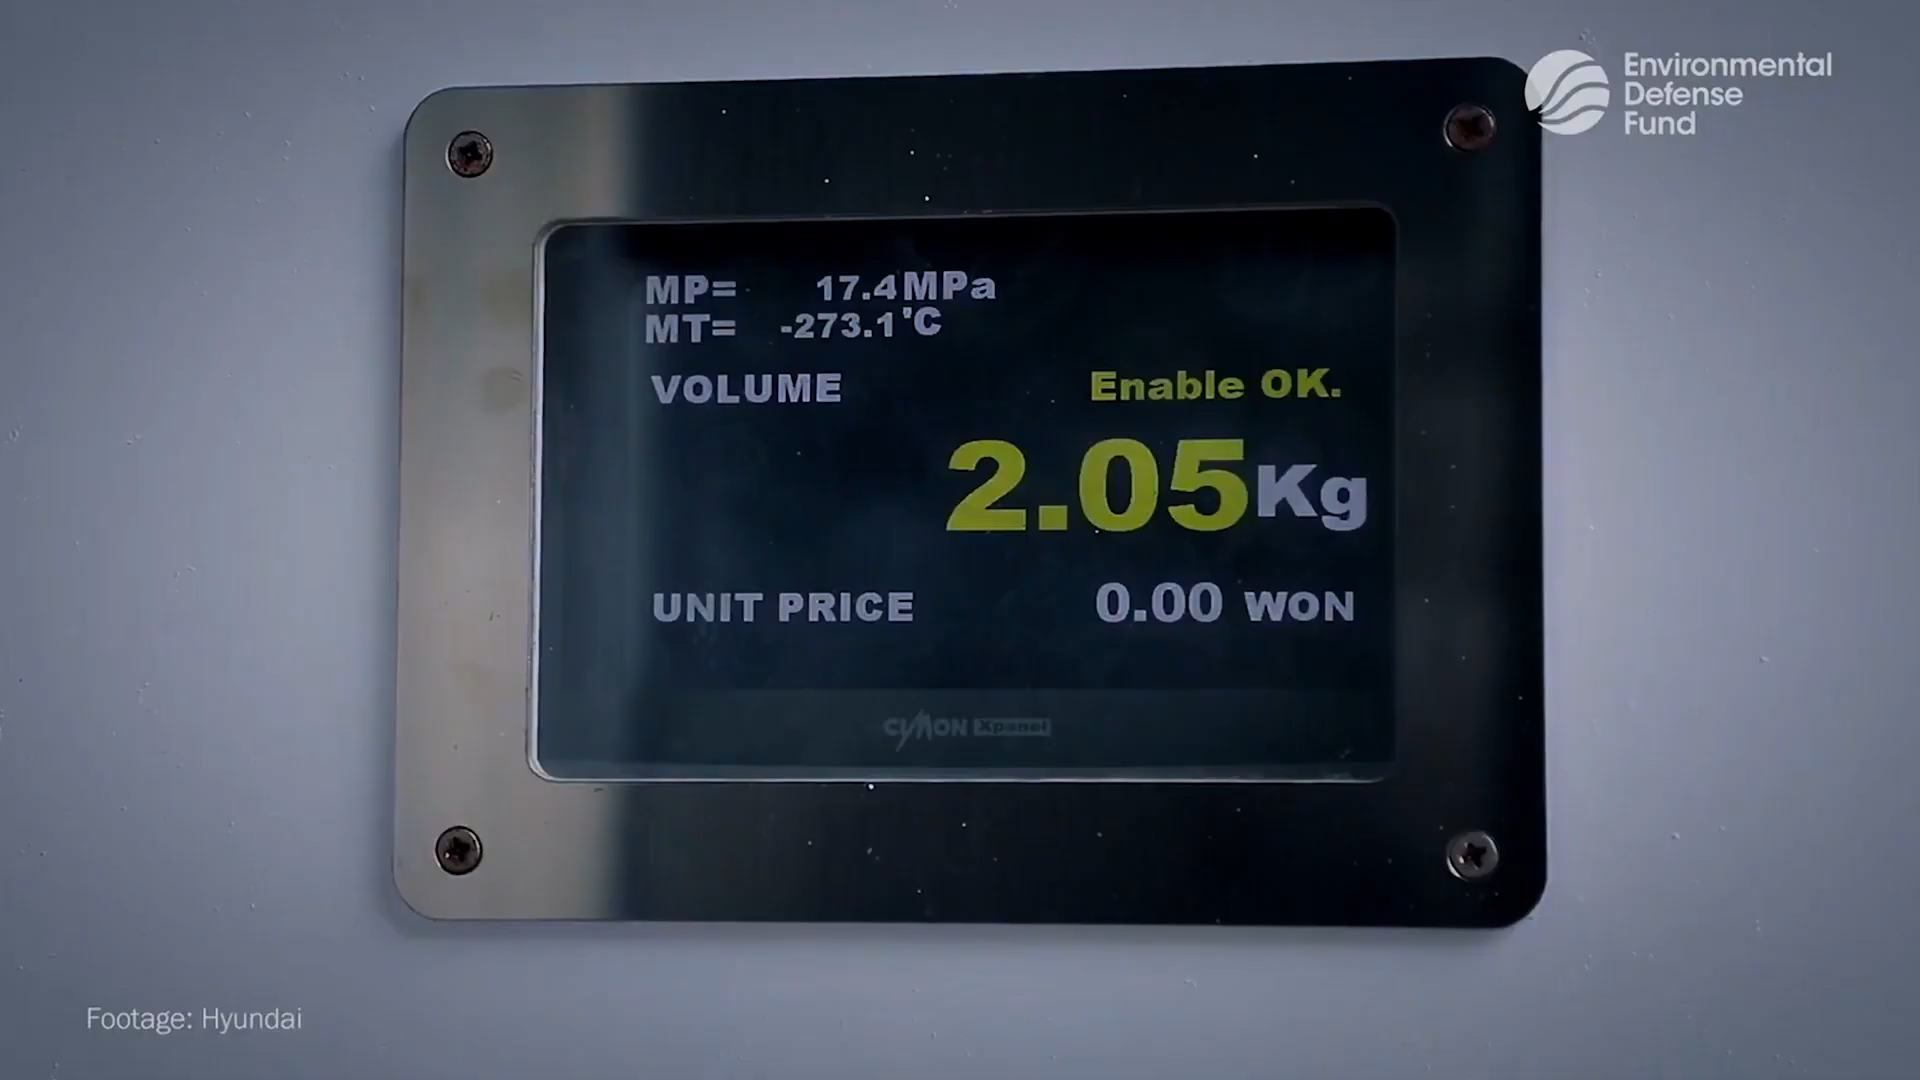 Environmental
Defense
Fund
MP= 17.4MPa
MT= -273.1'C
VOLUME Enable OK.
2.05Kg
UNIT PRICE 0.00 WON
CIMON Xpanel
Footage: Hyundai